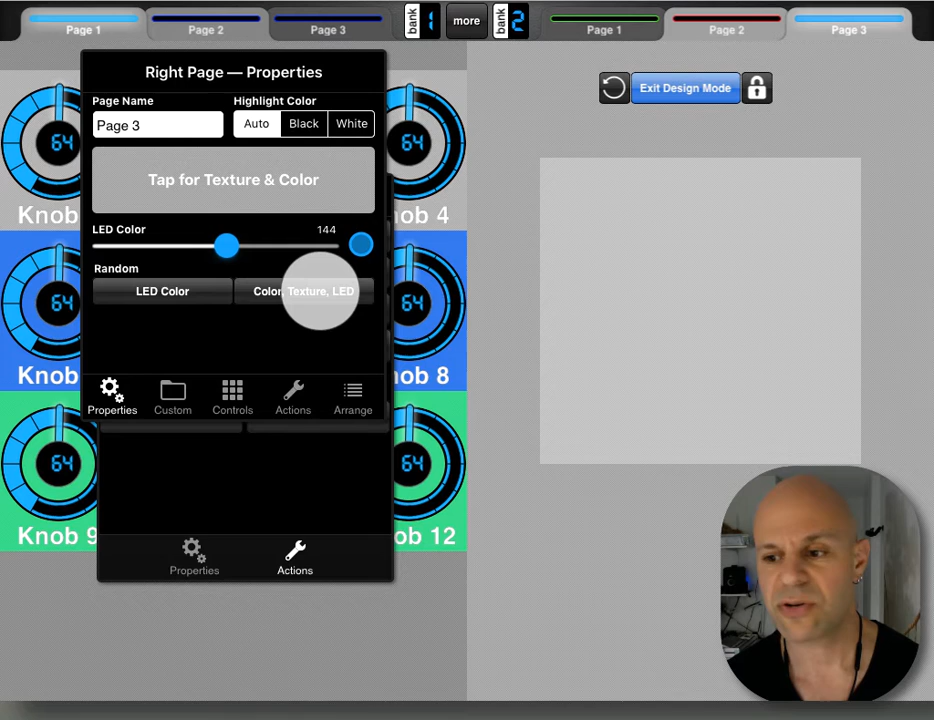 Page 1
Page 2
Page 3
bank 1
more
bank 2
Page 1
Page 2
Page 3
Right Page — Properties
Page Name
Highlight Color
Page 3
Auto
Black
White
Tap for Texture & Color
LED Color
144
Random
LED Color
Color, Texture, LED
Properties
Custom
Controls
Actions
Arrange
Properties
Actions
Exit Design Mode
64
64
Knob
nob 4
64
64
Knob
nob 8
64
64
Knob 9
ob 12